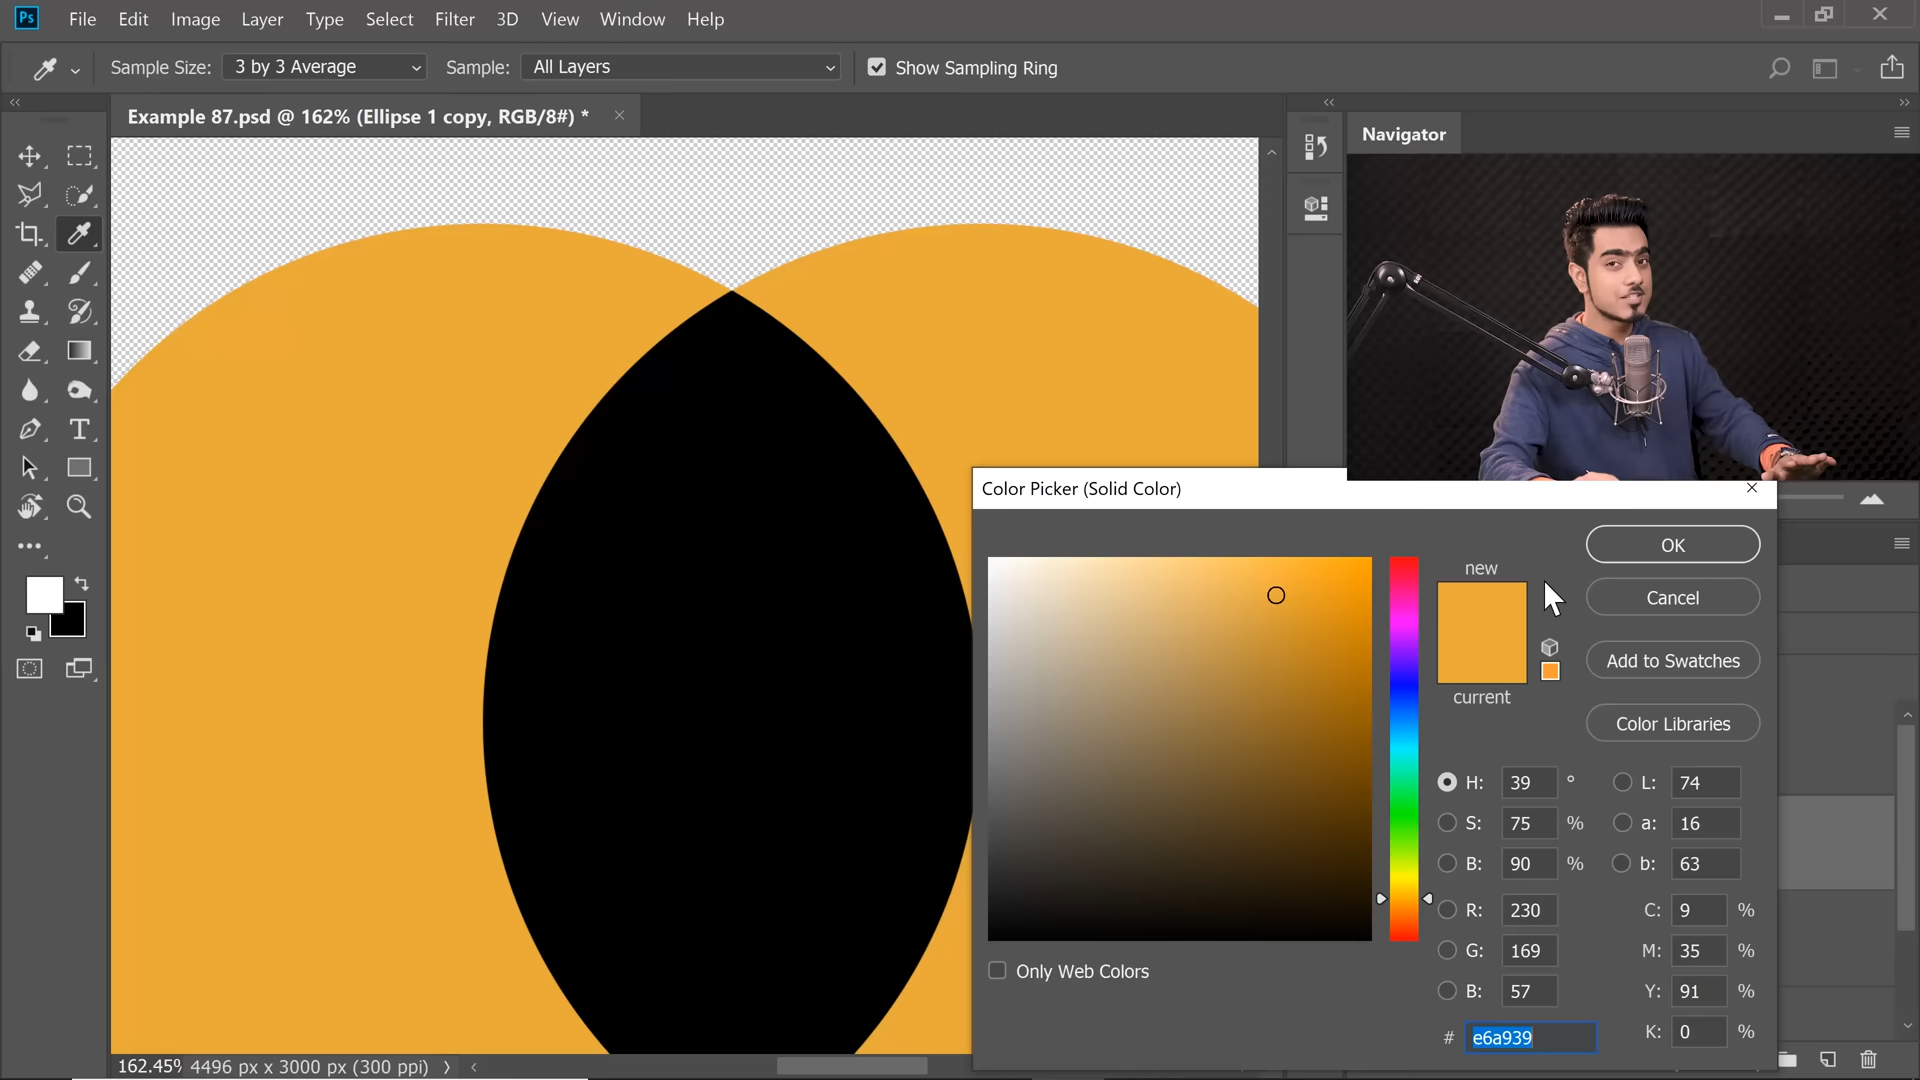 Ps File Edit Image Layer Type Select Filter 3D View Window Help
Sample Size: 3 by 3 Average Sample: All Layers Show Sampling Ring
Example 87.psd @ 162% (Ellipse 1 copy, RGB/8#) *
Navigator
Color Picker (Solid Color)
new
current
OK
Cancel
Add to Swatches
Color Libraries
H: 39 ° L: 74
S: 75 % a: 16
B: 90 % b: 63
R: 230 C: 9 %
G: 169 M: 35 %
B: 57 Y: 91 %
# e6a939 K: 0 %
Only Web Colors
162.45% 4496 px x 3000 px (300 ppi)